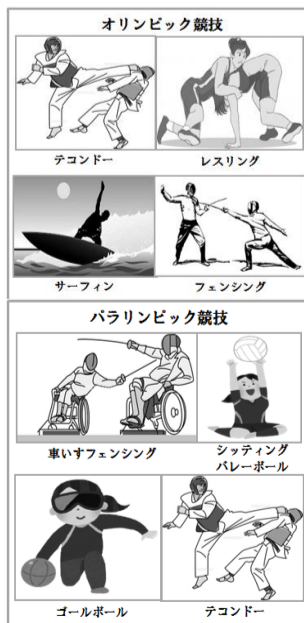 オリンピック競技
テコンドー
レスリング
サーフィン
フェンシング
パラリンピック競技
車いすフェンシング
シッティング
バレーボール
ゴールボール
テコンドー